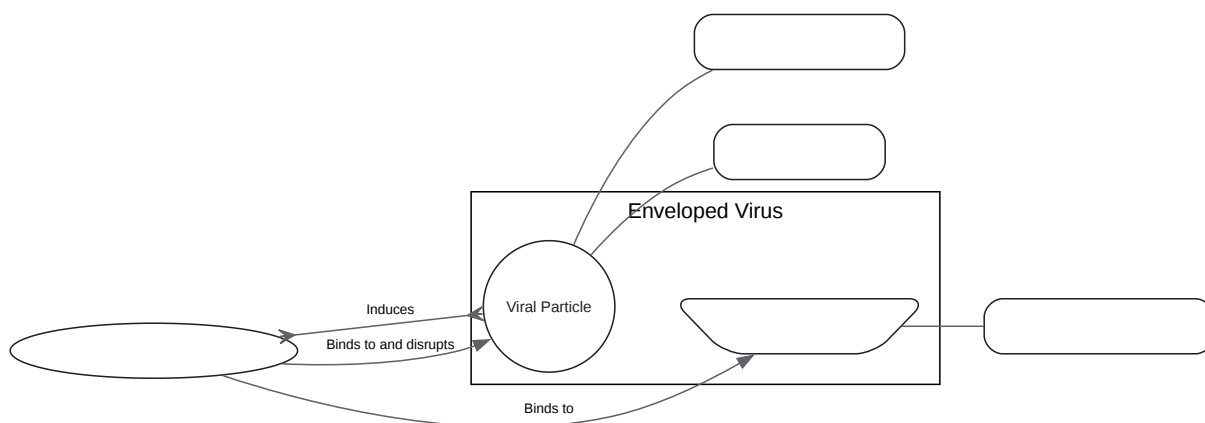 Enveloped Virus
Viral Particle
Induces
Binds to and disrupts
Binds to